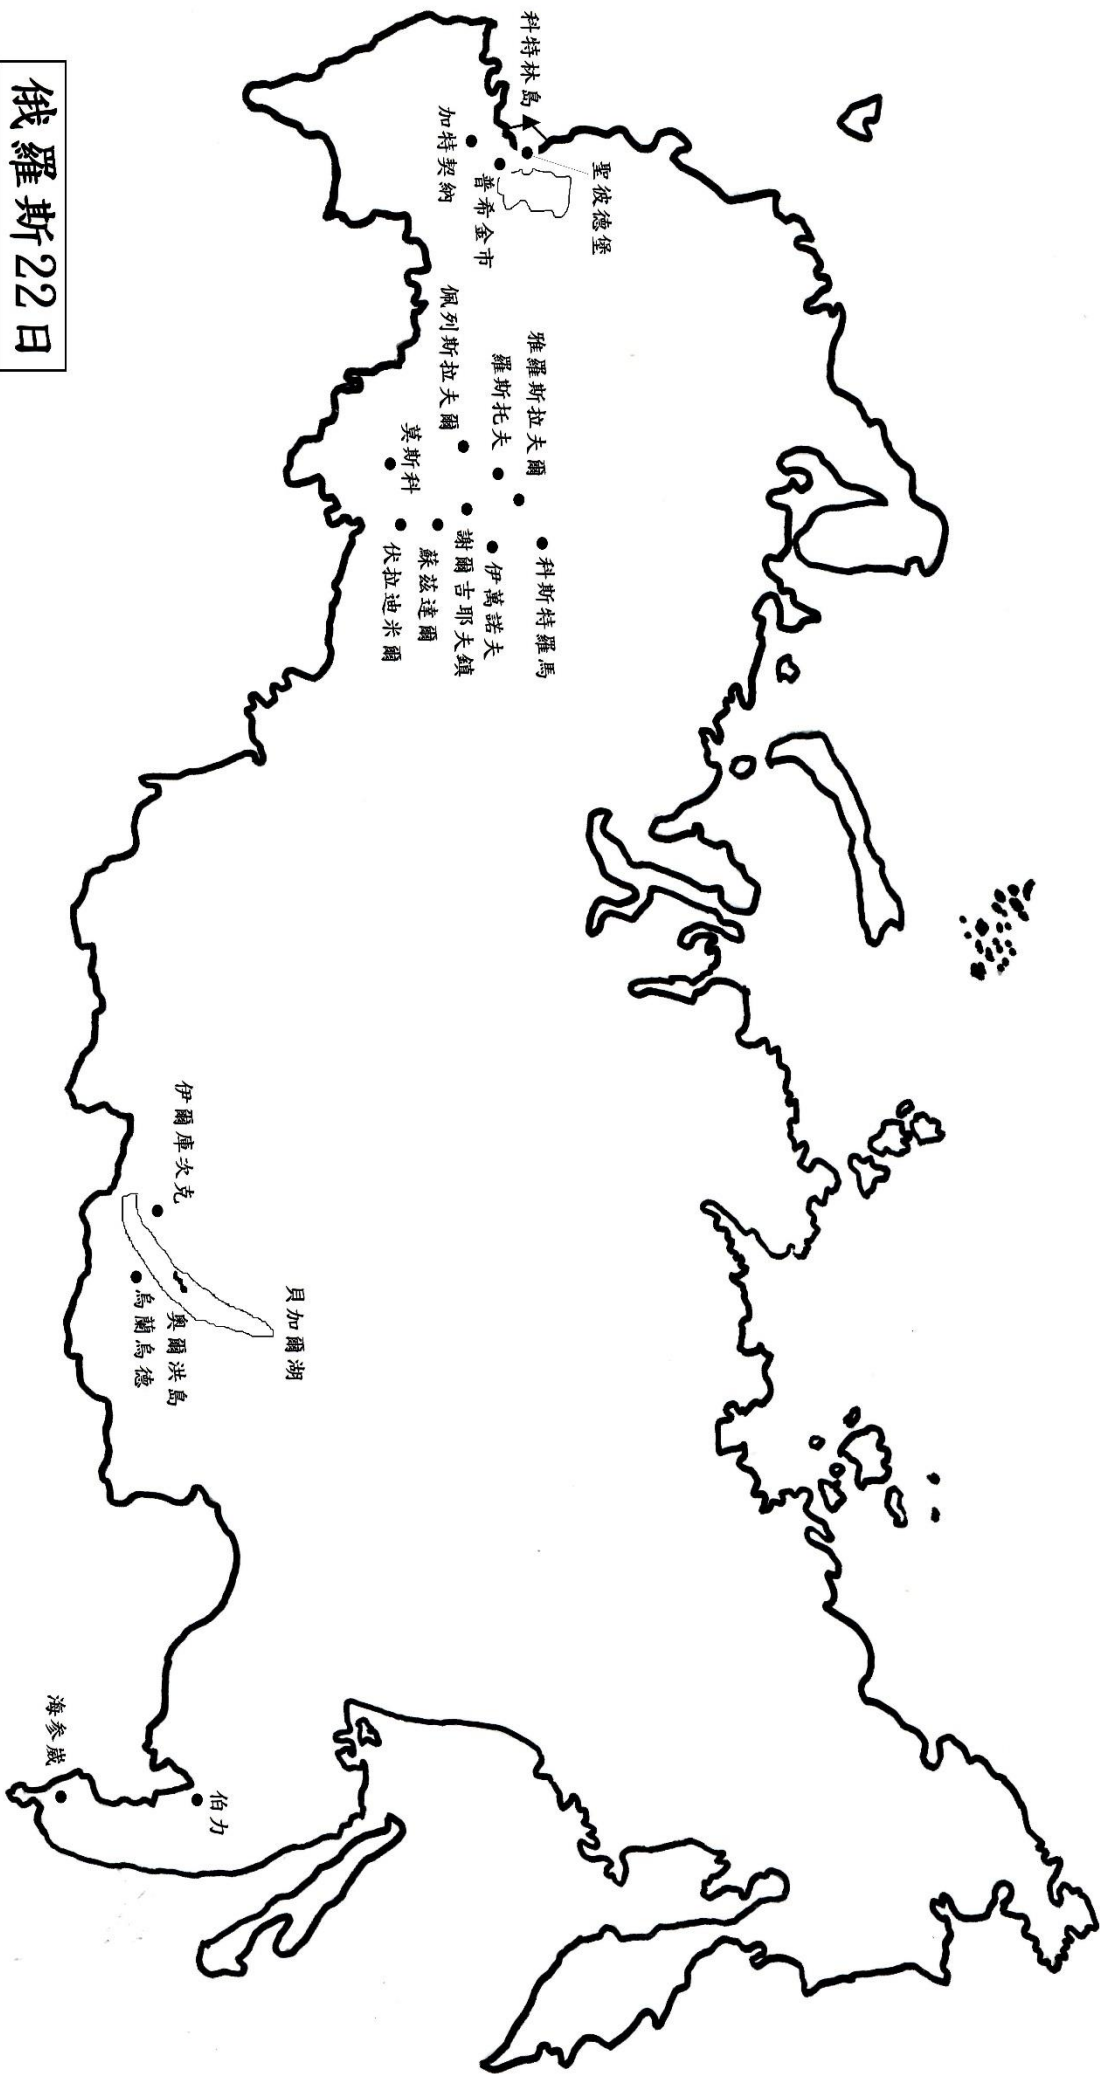 科特林島
聖彼德堡
加特契納
普希金市
佩列斯拉夫爾
羅斯托夫
雅羅斯拉夫爾
莫斯科
科斯特羅馬
伊萬諾夫
謝爾吉耶夫鎮
蘇茲達爾
伏拉迪米爾
伊爾庫次克
貝加爾湖
奧爾洪島
烏蘭烏德
伯力
海參崴
俄羅斯22日